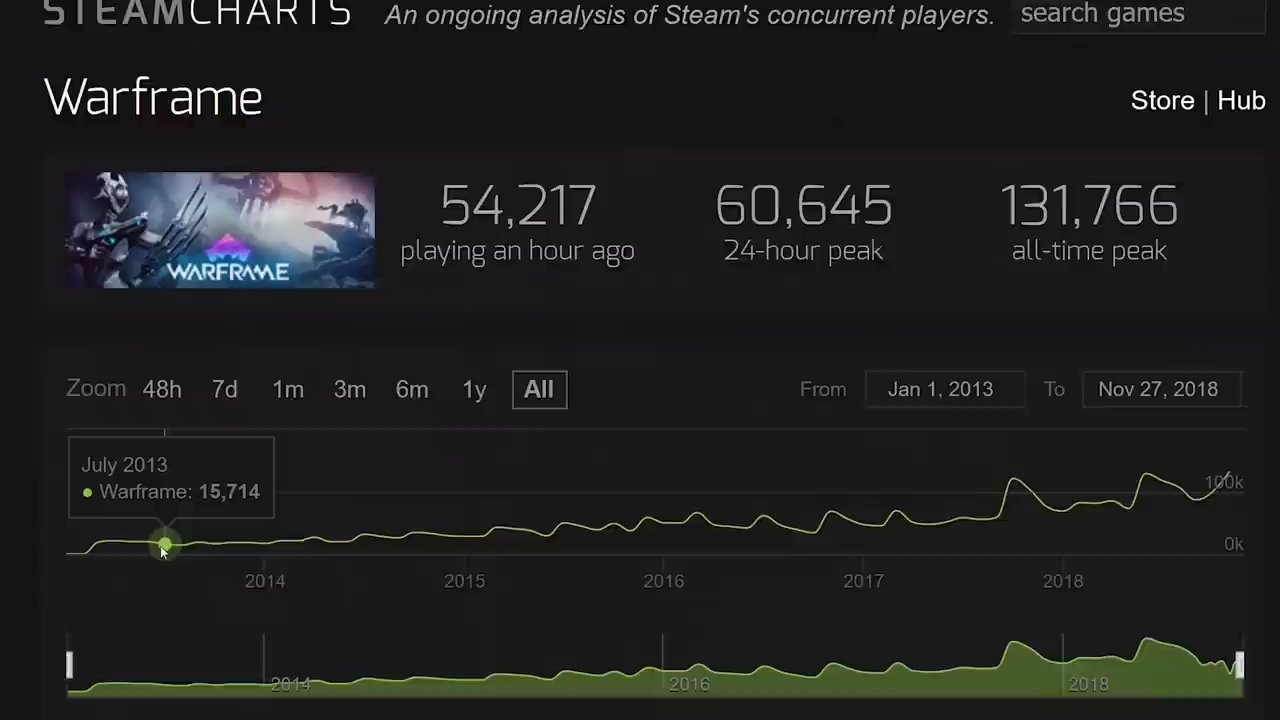 STEAMCHARTS An ongoing analysis of Steam's concurrent players. search games
Warframe
Store | Hub
WARFRAME
54,217
playing an hour ago
60,645
24-hour peak
131,766
all-time peak
Zoom 48h 7d 1m 3m 6m 1y All
From Jan 1, 2013 To Nov 27, 2018
July 2013
Warframe: 15,714
100k
0k
2014 2015 2016 2017 2018
2014 2016 2018